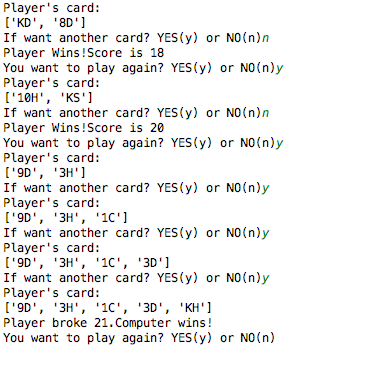 Player's card:
['KD', '8D']
If want another card? YES(y) or NO(n)n
Player Wins!Score is 18
You want to play again? YES(y) or NO(n)y
Player's card:
['10H', 'KS']
If want another card? YES(y) or NO(n)n
Player Wins!Score is 20
You want to play again? YES(y) or NO(n)y
Player's card:
['9D', '3H']
If want another card? YES(y) or NO(n)y
Player's card:
['9D', '3H', '1C']
If want another card? YES(y) or NO(n)y
Player's card:
['9D', '3H', '1C', '3D']
If want another card? YES(y) or NO(n)y
Player's card:
['9D', '3H', '1C', '3D', 'KH']
Player broke 21.Computer wins!
You want to play again? YES(y) or NO(n)